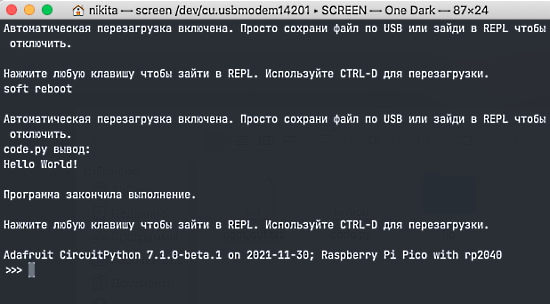 nikita — screen /dev/cu.usbmodem14201 ▸ SCREEN — One Dark — 87×24
Автоматическая перезагрузка включена. Просто сохрани файл по USB или зайди в REPL чтобы
отключить.
Нажмите любую клавишу чтобы зайти в REPL. Используйте CTRL-D для перезагрузки.
soft reboot
Автоматическая перезагрузка включена. Просто сохрани файл по USB или зайди в REPL чтобы
отключить.
code.py вывод:
Hello World!
Программа закончила выполнение.
Нажмите любую клавишу чтобы зайти в REPL. Используйте CTRL-D для перезагрузки.
Adafruit CircuitPython 7.1.0-beta.1 on 2021-11-30; Raspberry Pi Pico with rp2040
>>>